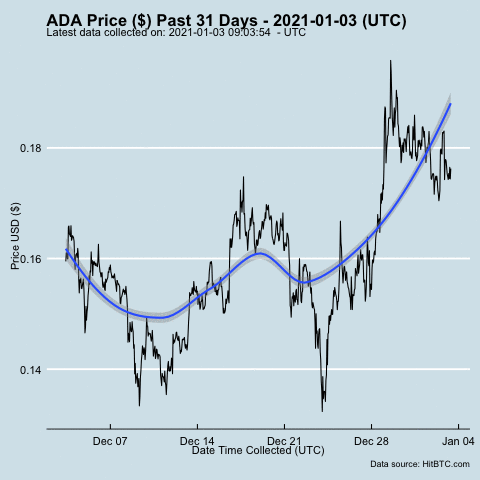 ADA Price ($) Past 31 Days - 2021-01-03 (UTC)
Latest data collected on: 2021-01-03 09:03:54 - UTC
Price USD ($)
0.18
0.16
0.14
Dec 07 Dec 14 Dec 21 Dec 28 Jan 04
Date Time Collected (UTC)
Data source: HitBTC.com